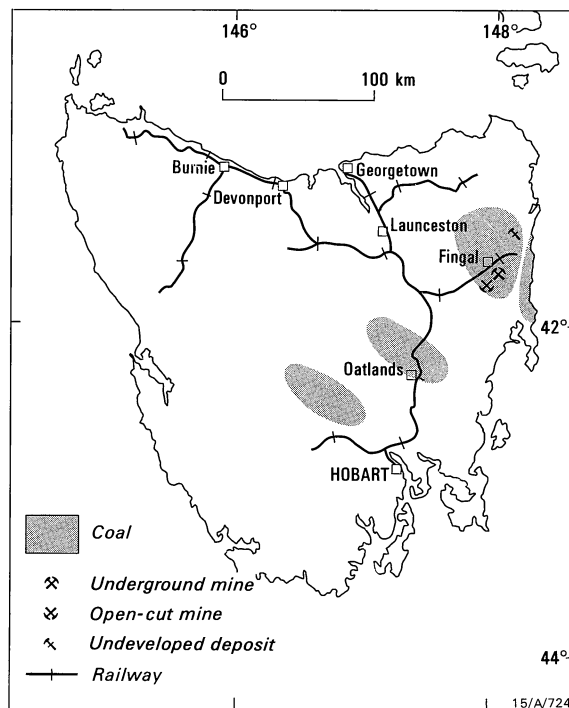 146°
148°
0
100 km
Burnie
Devonport
Georgetown
Launceston
Fingal
42°
Oatlands
HOBART
Coal
Underground mine
Open-cut mine
Undeveloped deposit
Railway
44°
15/A/724